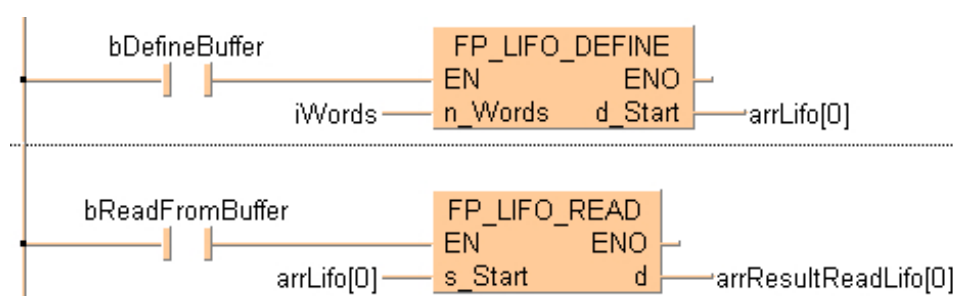 bDefineBuffer FP_LIFO_DEFINE
EN ENO
iWords n_Words d_Start arrLifo[0]
bReadFromBuffer FP_LIFO_READ
EN ENO
arrLifo[0] s_Start d arrResultReadLifo[0]